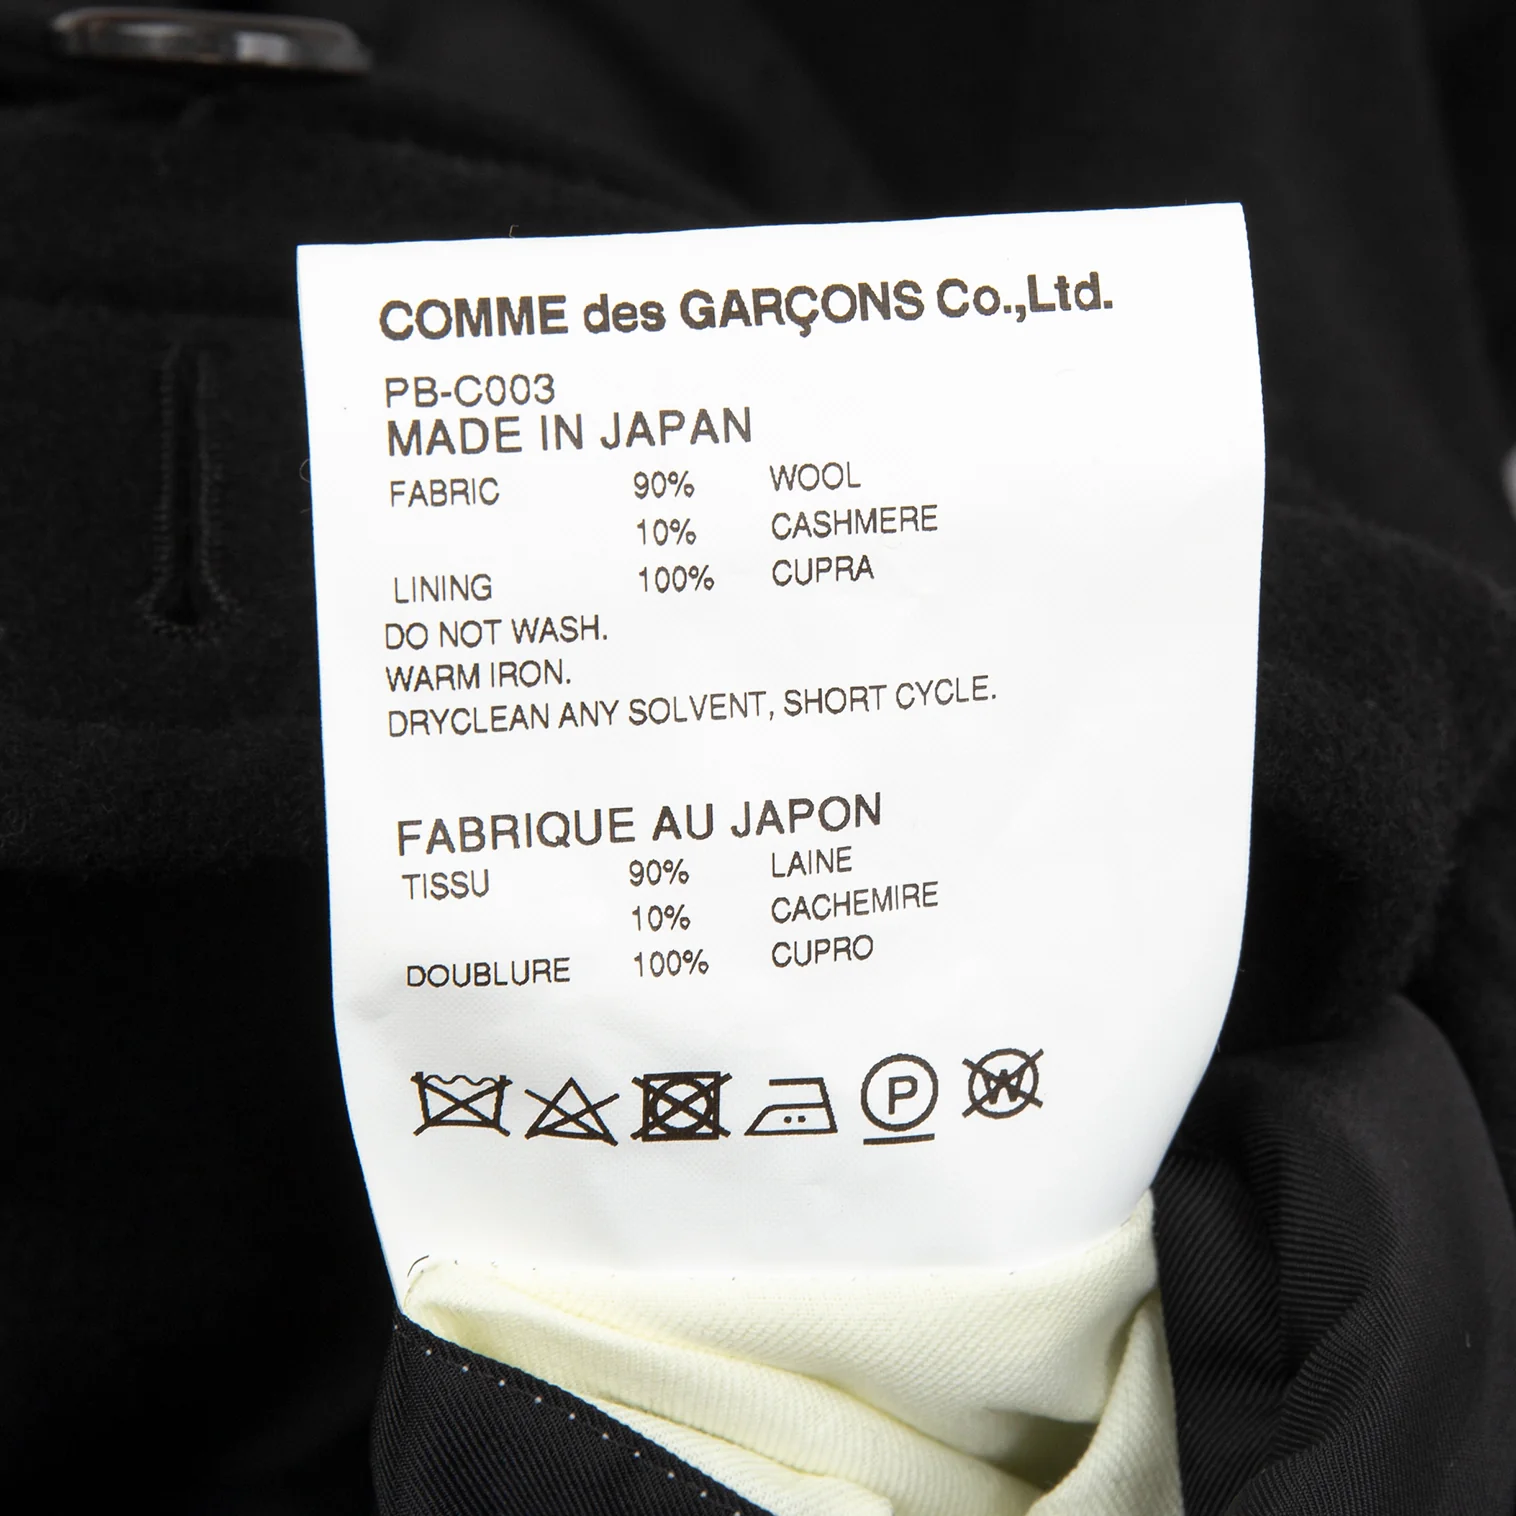 COMME des GARÇONS Co.,Ltd.
PB-C003
MADE IN JAPAN
FABRIC 90% WOOL
10% CASHMERE
LINING 100% CUPRA
DO NOT WASH.
WARM IRON.
DRYCLEAN ANY SOLVENT, SHORT CYCLE.
FABRIQUE AU JAPON
TISSU 90% LAINE
10% CACHEMIRE
DOUBLURE 100% CUPRO
P W